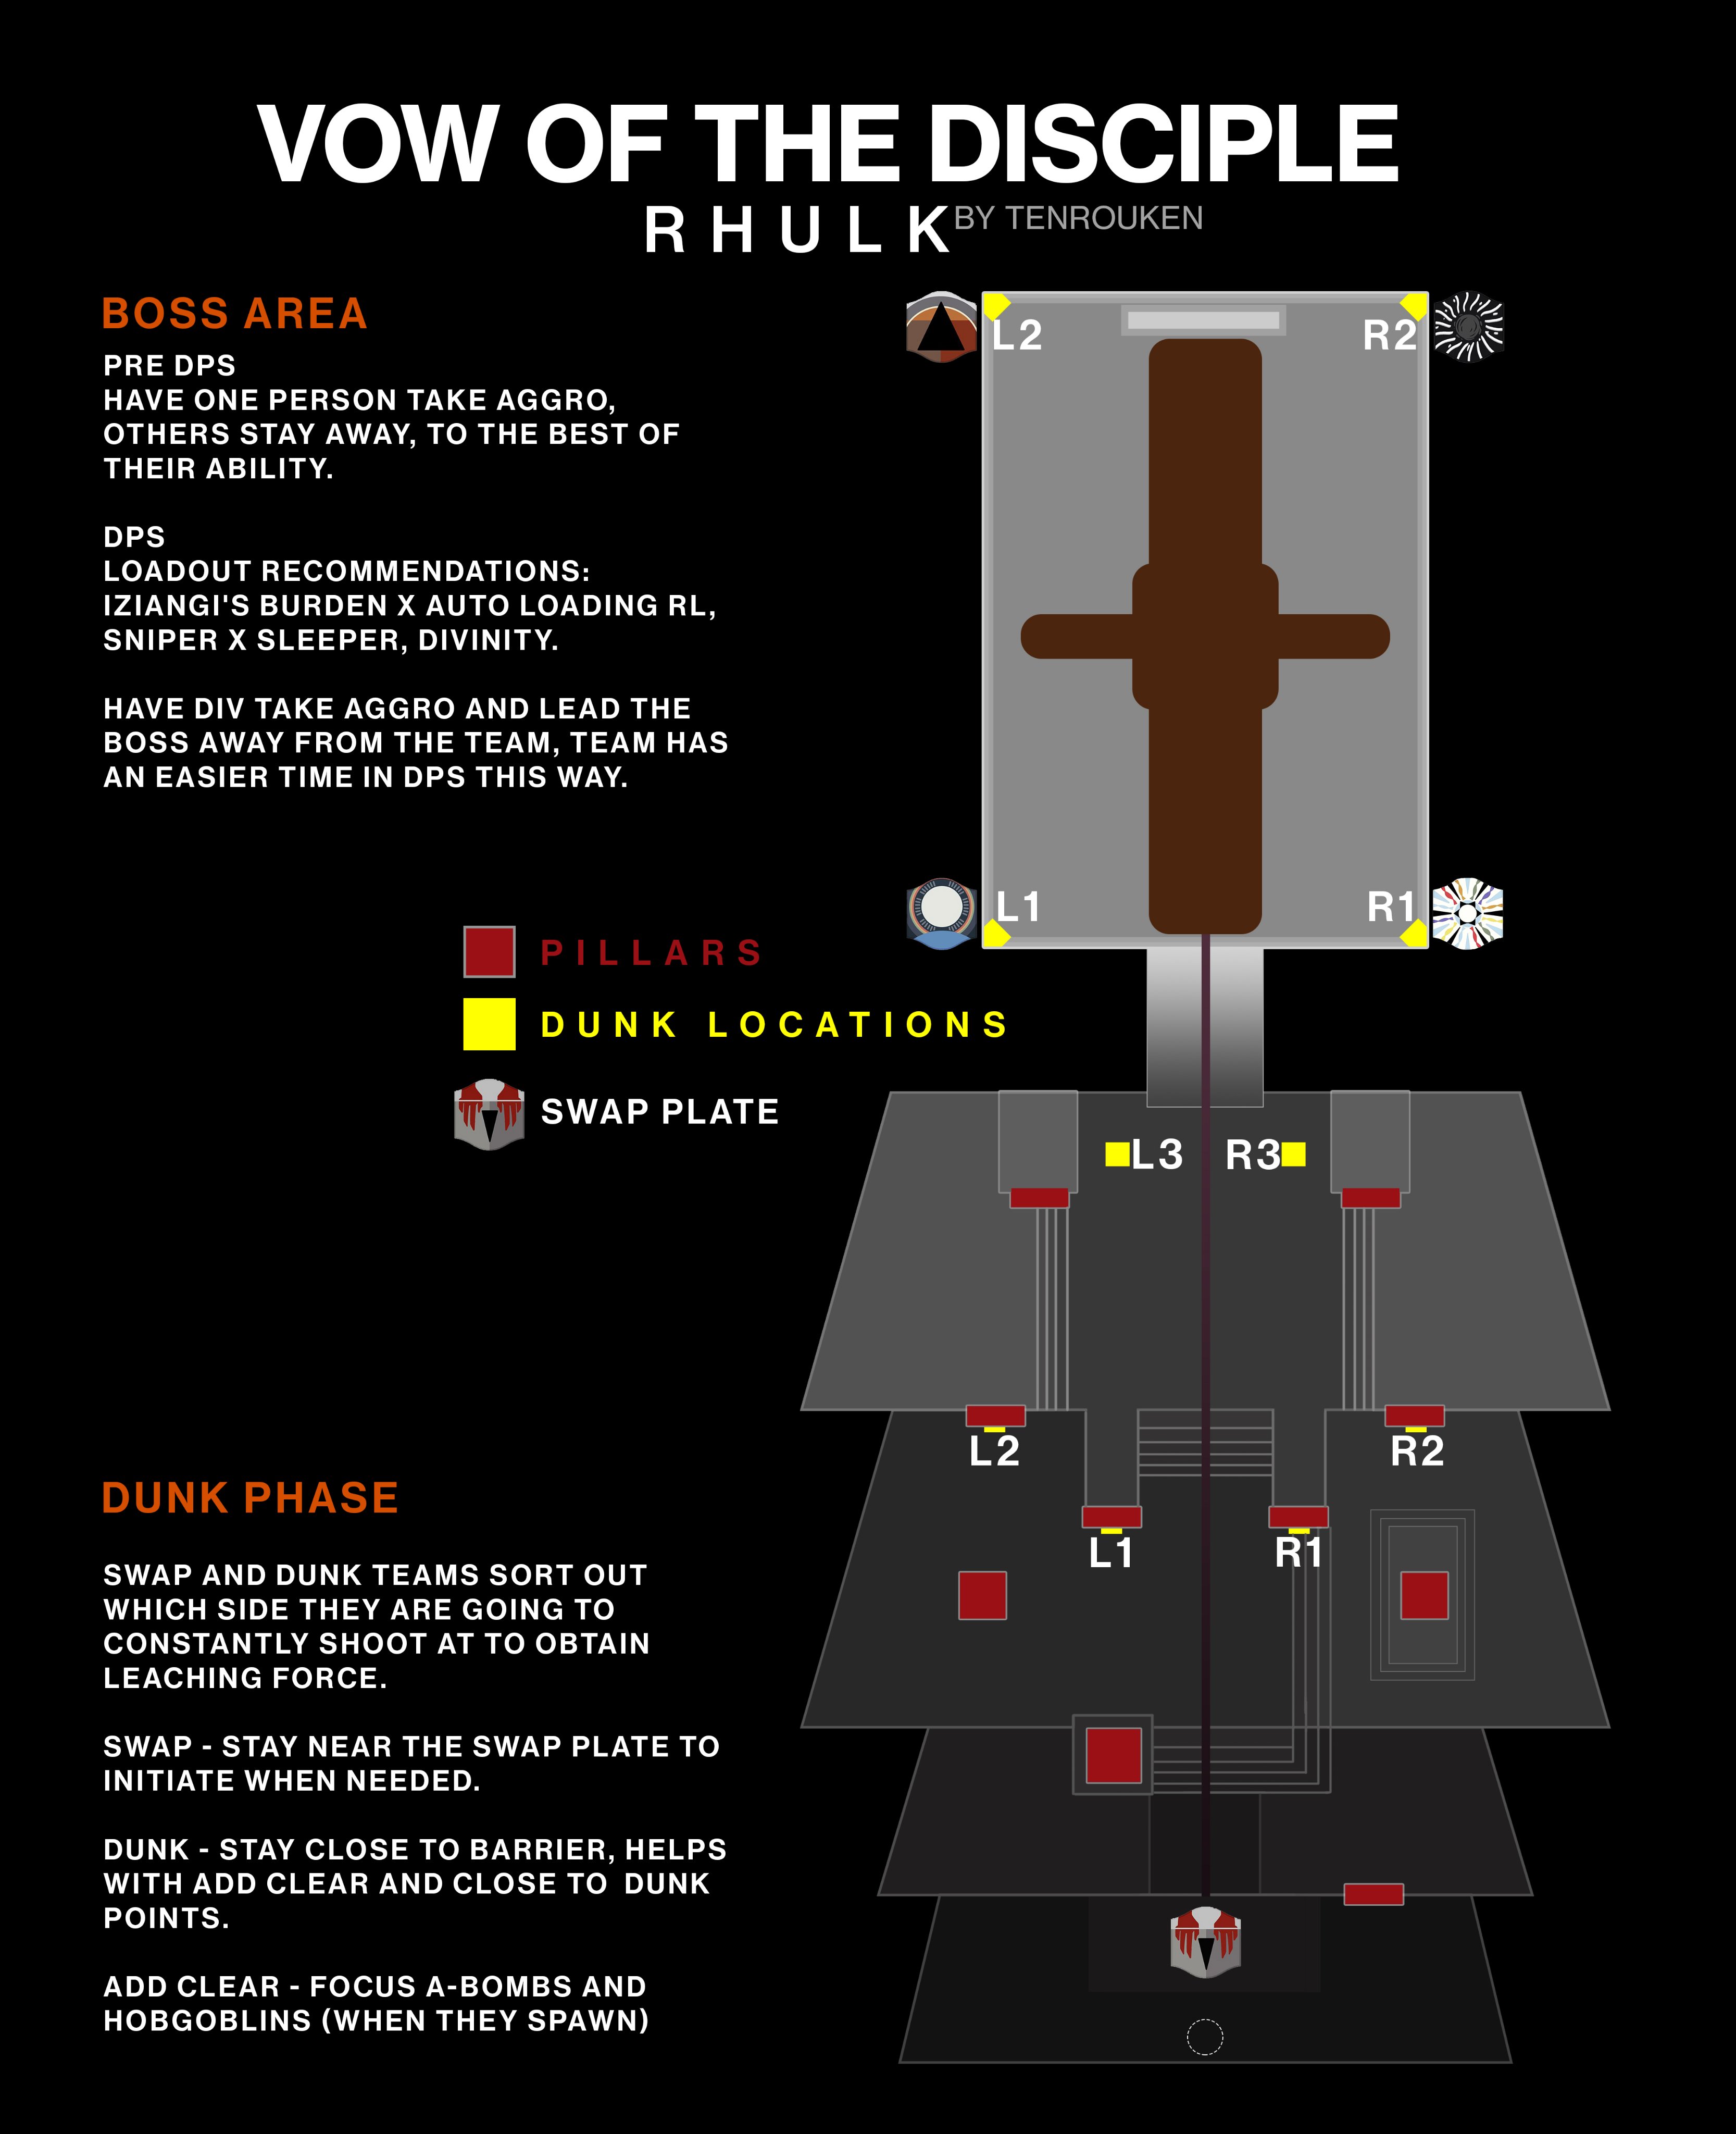 VOW OF THE DISCIPLE
RHULK BY TENROUKEN
BOSS AREA
PRE DPS
HAVE ONE PERSON TAKE AGGRO,
OTHERS STAY AWAY, TO THE BEST OF
THEIR ABILITY.
DPS
LOADOUT RECOMMENDATIONS:
IZIANGI'S BURDEN X AUTO LOADING RL,
SNIPER X SLEEPER, DIVINITY.
HAVE DIV TAKE AGGRO AND LEAD THE
BOSS AWAY FROM THE TEAM, TEAM HAS
AN EASIER TIME IN DPS THIS WAY.
L2 R2
L1 R1
PILLARS
DUNK LOCATIONS
SWAP PLATE
L3 R3
L2 R2
L1 R1
DUNK PHASE
SWAP AND DUNK TEAMS SORT OUT
WHICH SIDE THEY ARE GOING TO
CONSTANTLY SHOOT AT TO OBTAIN
LEACHING FORCE.
SWAP - STAY NEAR THE SWAP PLATE TO
INITIATE WHEN NEEDED.
DUNK - STAY CLOSE TO BARRIER, HELPS
WITH ADD CLEAR AND CLOSE TO DUNK
POINTS.
ADD CLEAR - FOCUS A-BOMBS AND
HOBGOBLINS (WHEN THEY SPAWN)